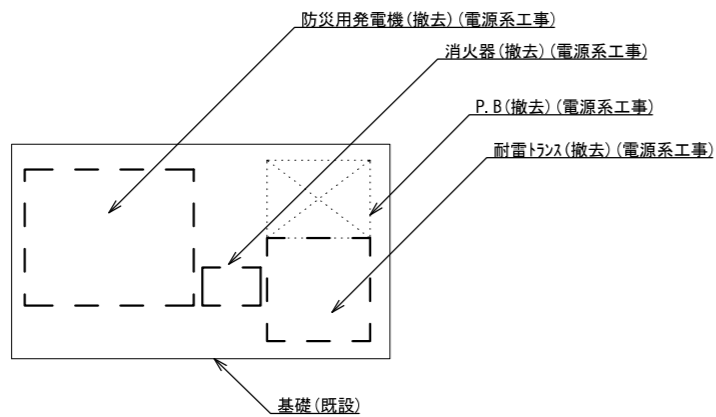 防災用発電機(撤去)(電源系工事)
消火器(撤去)(電源系工事)
P.B(撤去)(電源系工事)
耐雷ﾄﾗﾝｽ(撤去)(電源系工事)
基礎(既設)